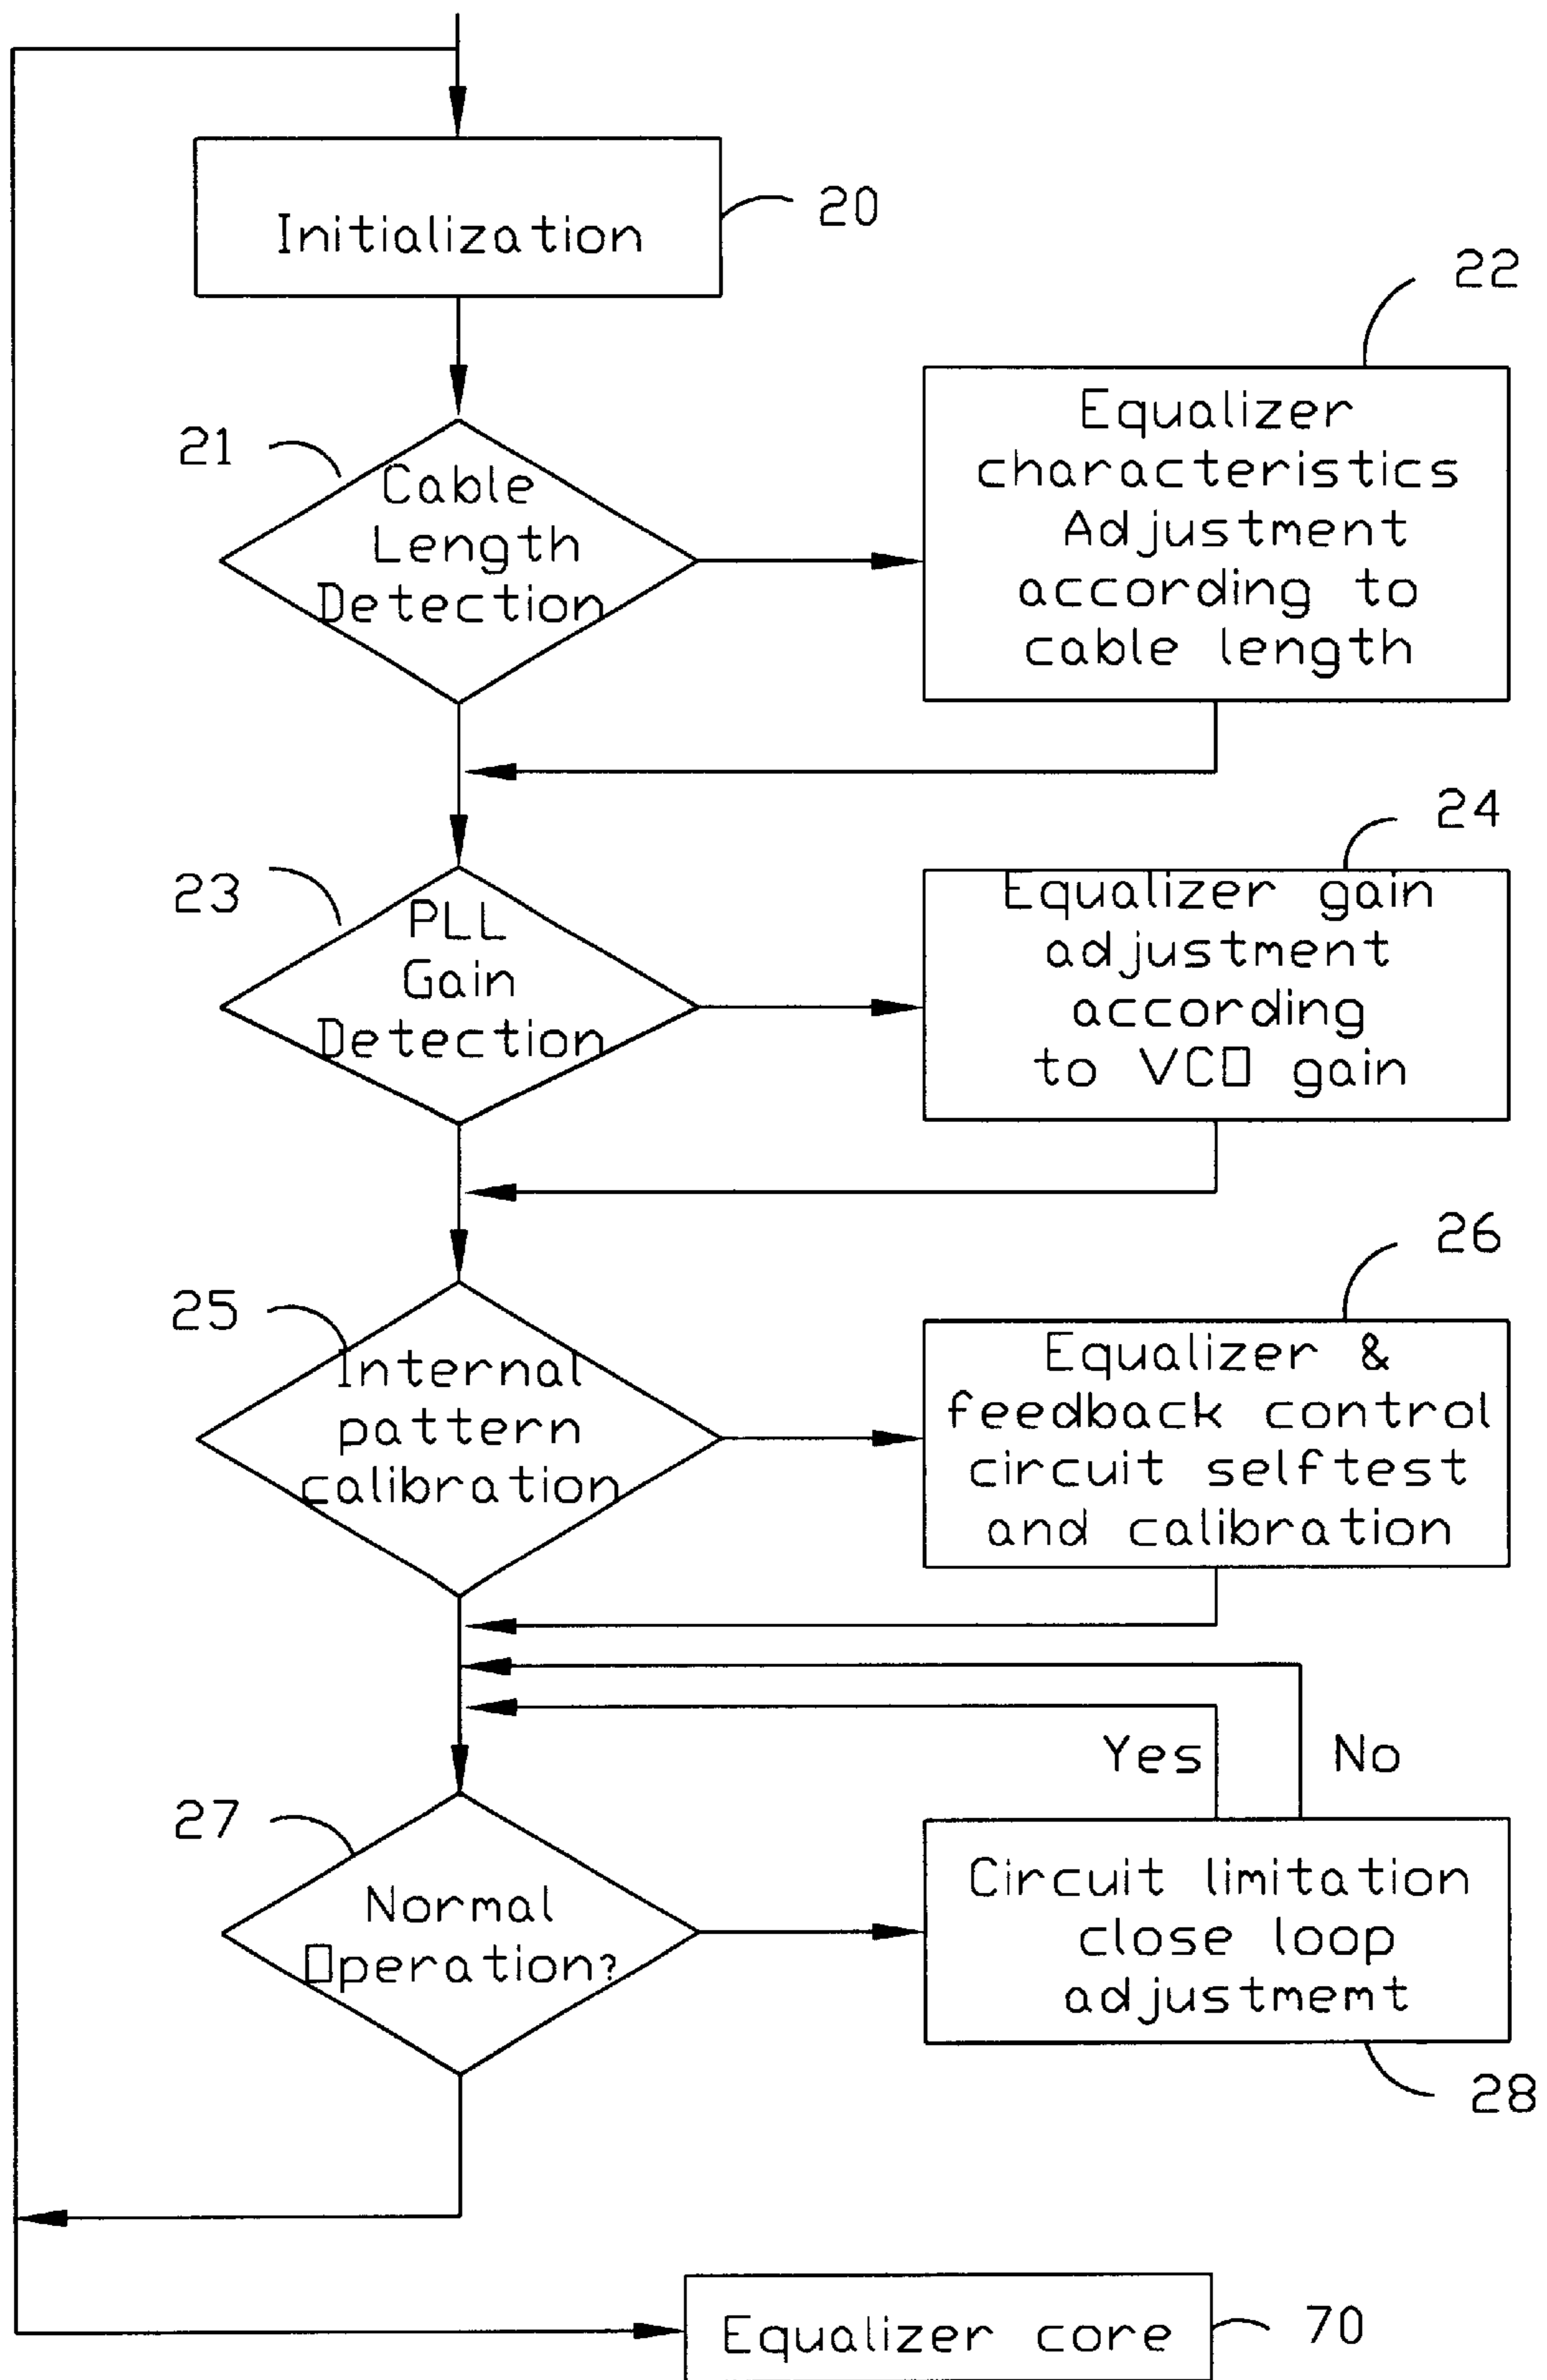 Initialization
20
22
Equalizer
characteristics
Adjustment
according to
cable length
21
Cable
Length
Detection
24
Equalizer gain
adjustment
according
to VCO gain
23
PLL
Gain
Detection
26
Equalizer &
feedback control
circuit selftest
and calibration
25
Internal
pattern
calibration
Yes
No
27
Normal
Operation?
Circuit limitation
close loop
adjustmemt
28
Equalizer core
70